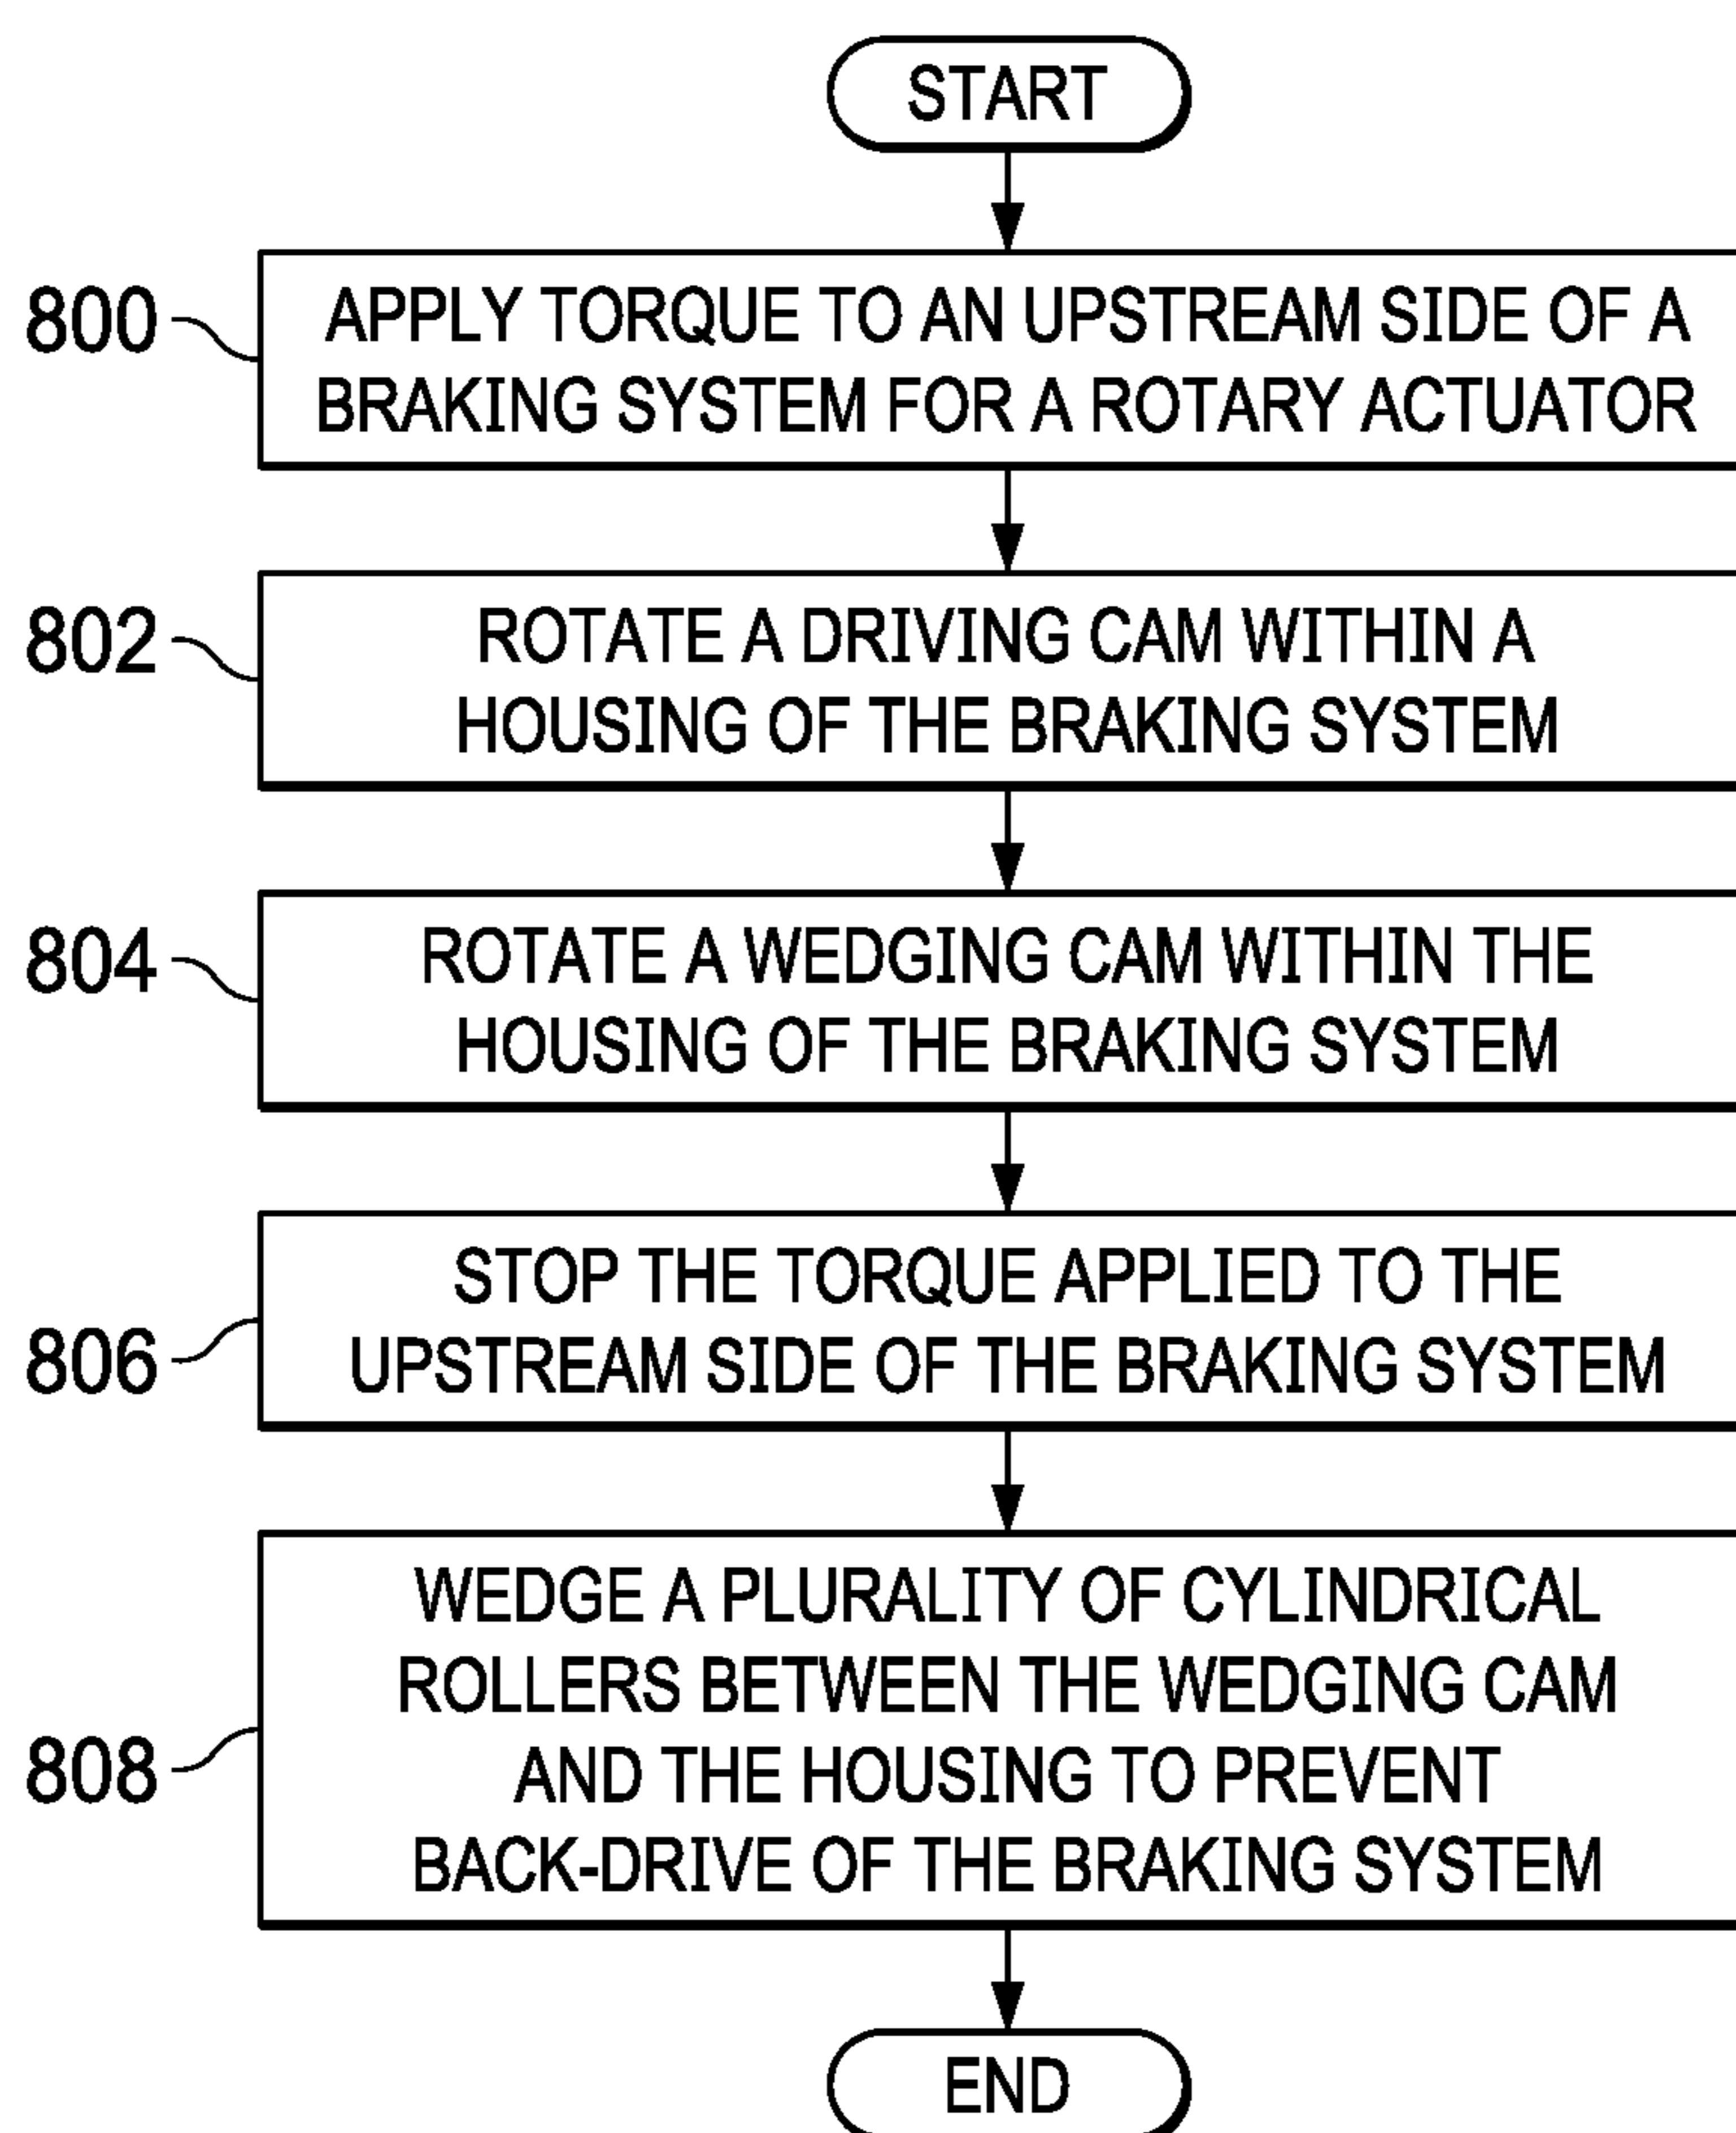 START
800
APPLY TORQUE TO AN UPSTREAM SIDE OF A
BRAKING SYSTEM FOR A ROTARY ACTUATOR
802
ROTATE A DRIVING CAM WITHIN A
HOUSING OF THE BRAKING SYSTEM
804
ROTATE A WEDGING CAM WITHIN THE
HOUSING OF THE BRAKING SYSTEM
806
STOP THE TORQUE APPLIED TO THE
UPSTREAM SIDE OF THE BRAKING SYSTEM
808
WEDGE A PLURALITY OF CYLINDRICAL
ROLLERS BETWEEN THE WEDGING CAM
AND THE HOUSING TO PREVENT
BACK-DRIVE OF THE BRAKING SYSTEM
END